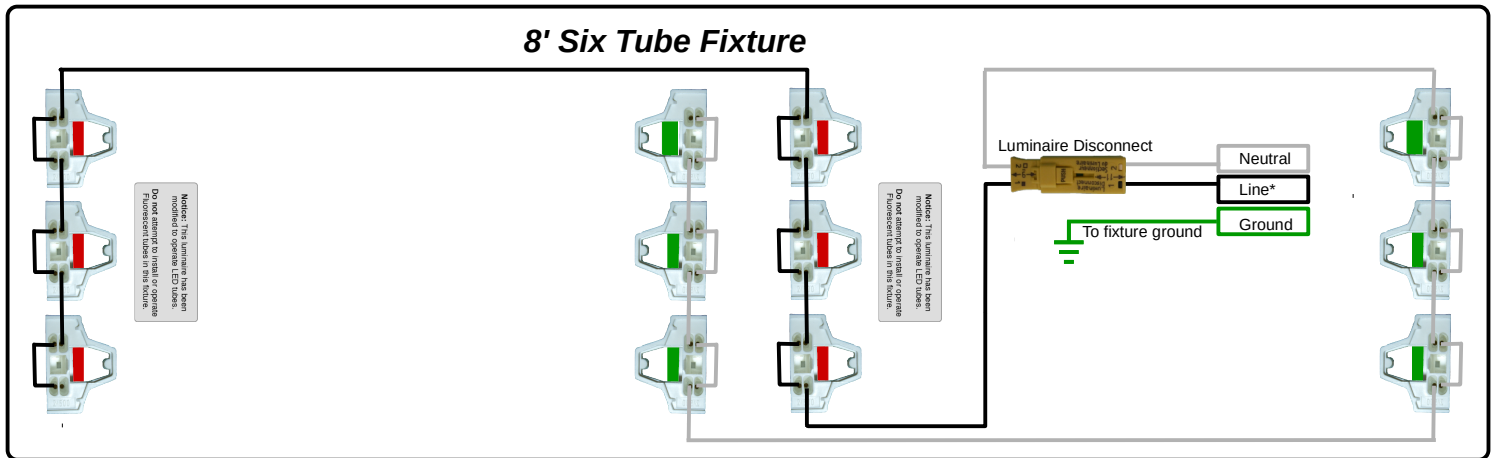 8' Six Tube Fixture
Luminaire Disconnect
Neutral
Line*
Ground
To fixture ground
Notice: This luminaire has been
modified to operate LED tubes.
Do not attempt to install or operate
Fluorescent tubes in this fixture.
Notice: This luminaire has been
modified to operate LED tubes.
Do not attempt to install or operate
Fluorescent tubes in this fixture.
Luminaire
Disconnect